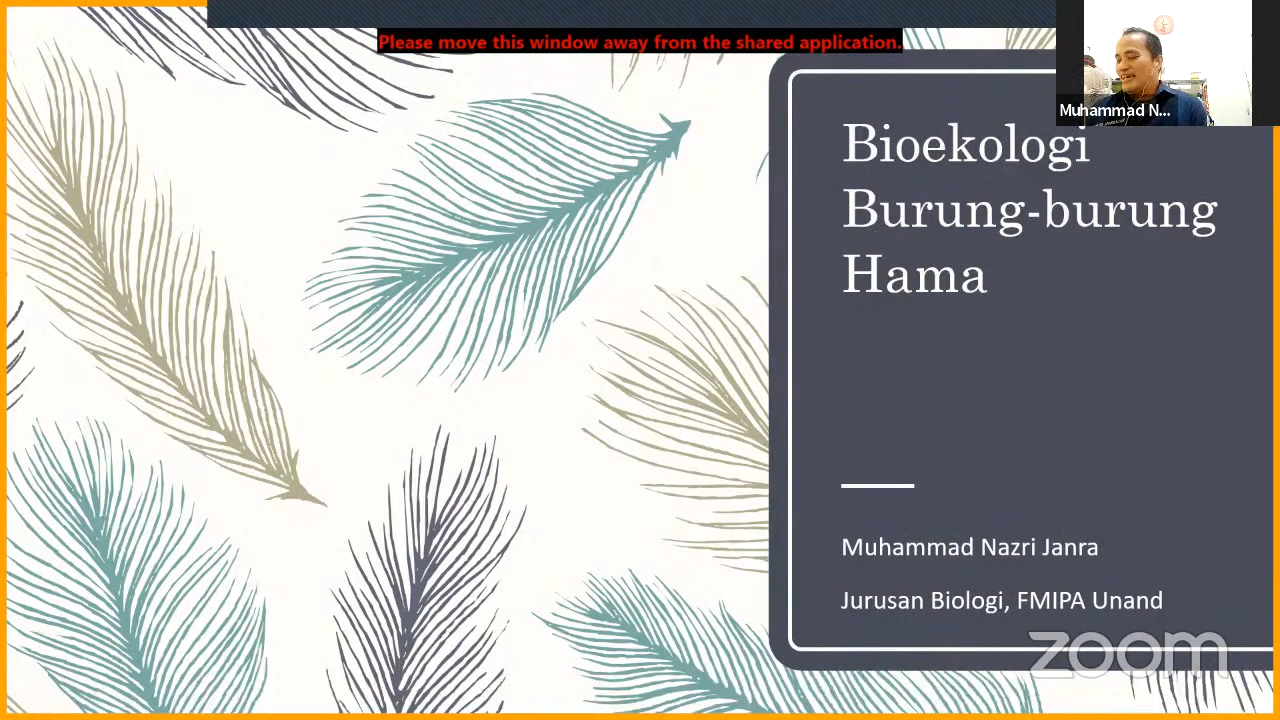 Please move this window away from the shared application.
Muhammad N...
Bioekologi
Burung-burung
Hama
Muhammad Nazri Janra
Jurusan Biologi, FMIPA Unand
zoom